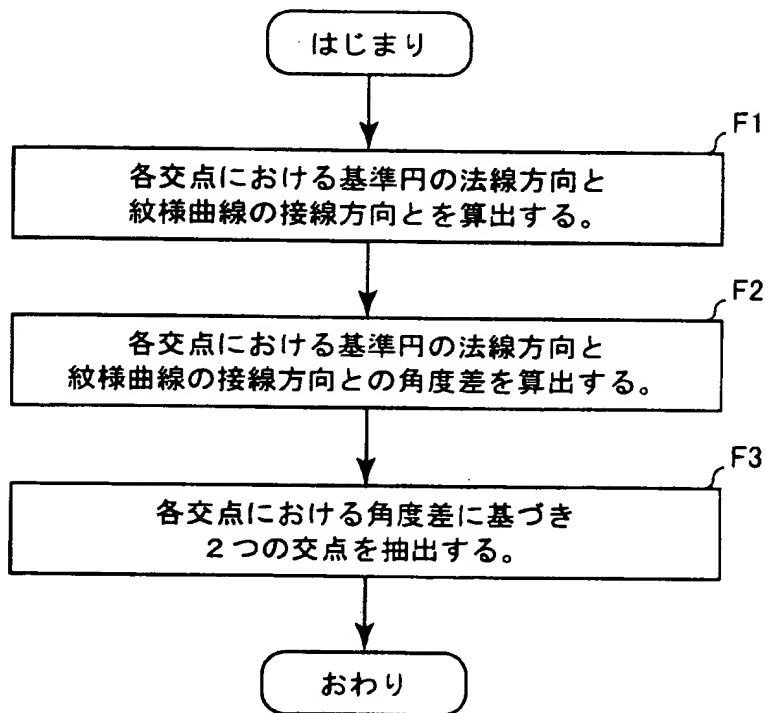 はじまり
F1
各交点における基準円の法線方向と
紋様曲線の接線方向とを算出する。
F2
各交点における基準円の法線方向と
紋様曲線の接線方向との角度差を算出する。
F3
各交点における角度差に基づき
2つの交点を抽出する。
おわり